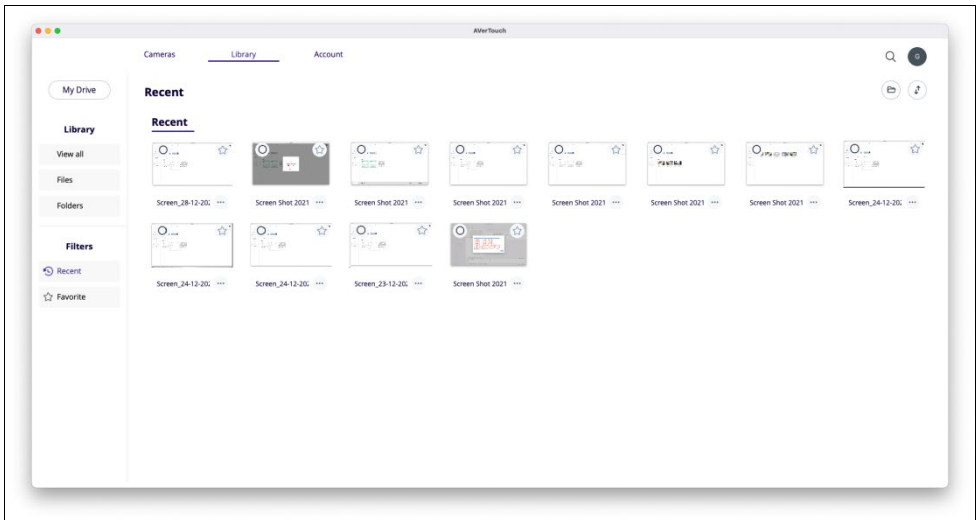 AVerTouch
Cameras Library Account
G
My Drive
Recent
Library
Recent
View all
Files
Folders
Screen_28-12-202 ... Screen Shot 2021 ... Screen Shot 2021 ... Screen Shot 2021 ... Screen Shot 2021 ... Screen Shot 2021 ... Screen Shot 2021 ... Screen_24-12-202 ...
Filters
Recent
Favorite
Screen_24-12-202 ... Screen_24-12-202 ... Screen_23-12-202 ... Screen Shot 2021 ...